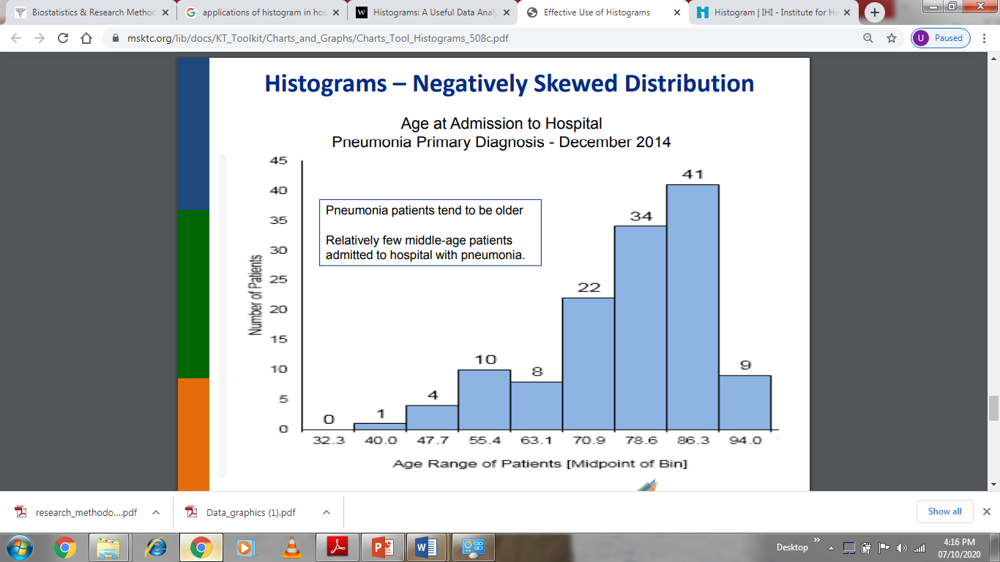 Biostatistics & Research Metho
applications of histogram in hos
Histograms: A Useful Data Anal
Effective Use of Histograms
Histogram | IHI - Institute for He
msktc.org/lib/docs/KT_Toolkit/Charts_and_Graphs/Charts_Tool_Histograms_508c.pdf
U Paused
Histograms – Negatively Skewed Distribution
Age at Admission to Hospital
Pneumonia Primary Diagnosis - December 2014
45
40
35
30
25
20
15
10
5
0
Number of Patients
Pneumonia patients tend to be older
Relatively few middle-age patients
admitted to hospital with pneumonia.
0 1 4 10 8 22 34 41 9
32.3 40.0 47.7 55.4 63.1 70.9 78.6 86.3 94.0
Age Range of Patients [Midpoint of Bin]
research_methodo....pdf
Data_graphics (1).pdf
Show all
Desktop
4:16 PM
07/10/2020